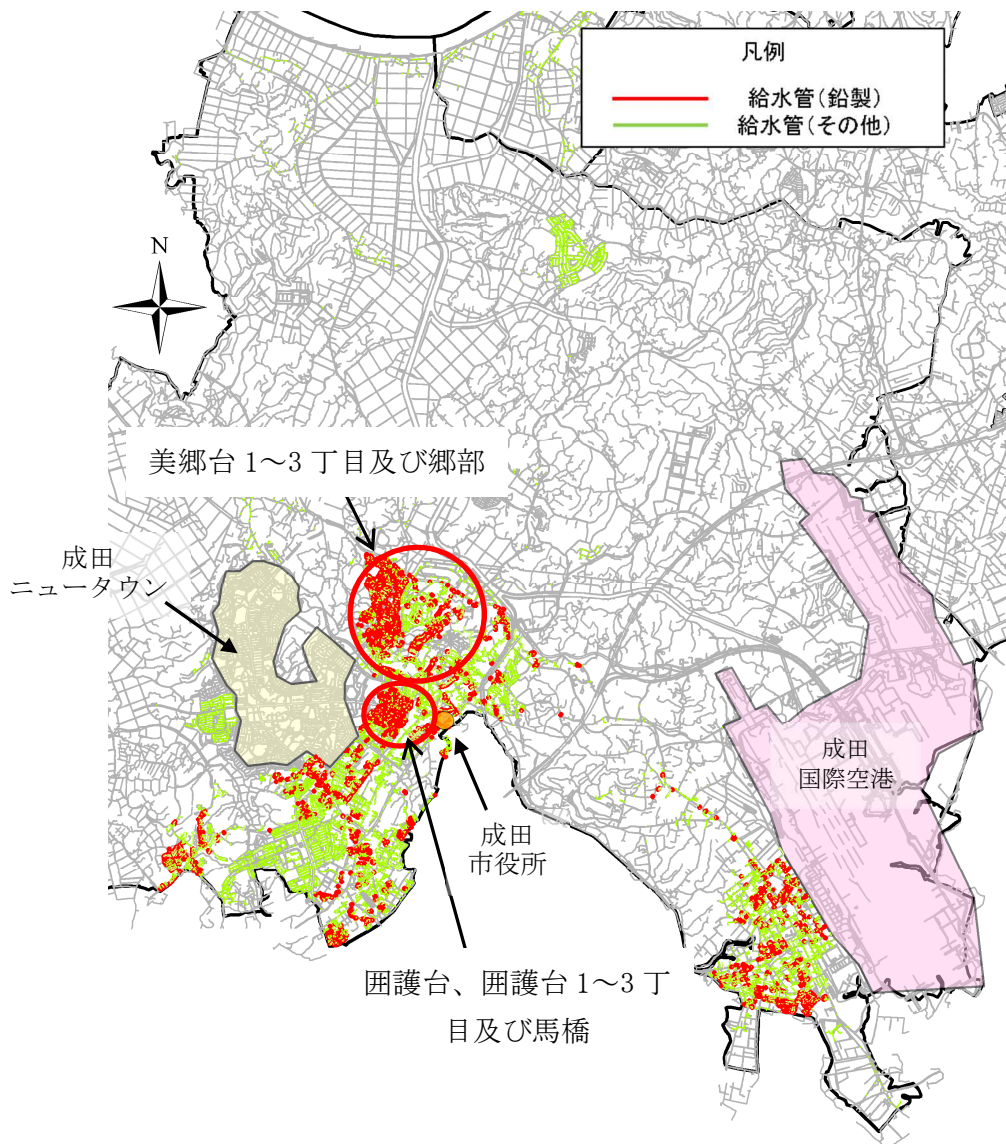 凡例
給水管(鉛製)
給水管(その他)
N
美郷台1～3丁目及び郷部
成田
ニュータウン
成田
国際空港
成田
市役所
囲護台、囲護台1～3丁
目及び馬橋